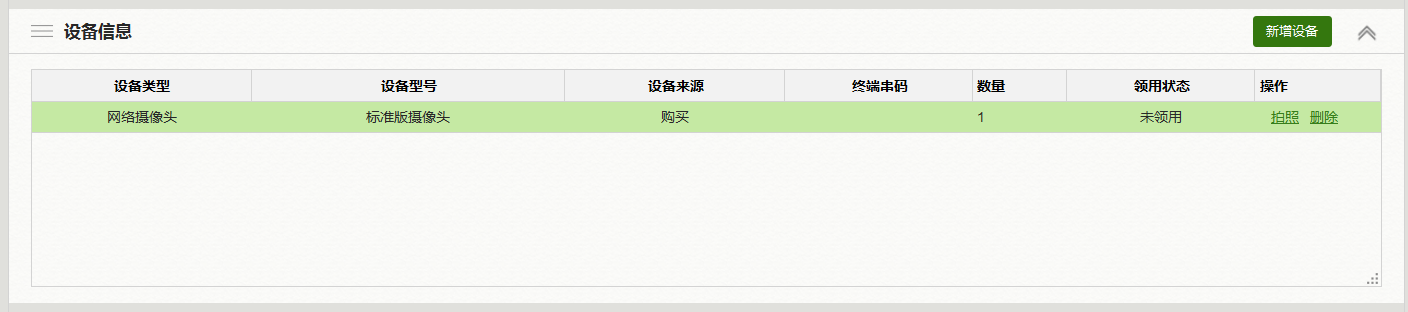 设备信息
新增设备
设备类型 设备型号 设备来源 终端串码 数量 领用状态 操作
网络摄像头 标准版摄像头 购买 1 未领用 拍照 删除